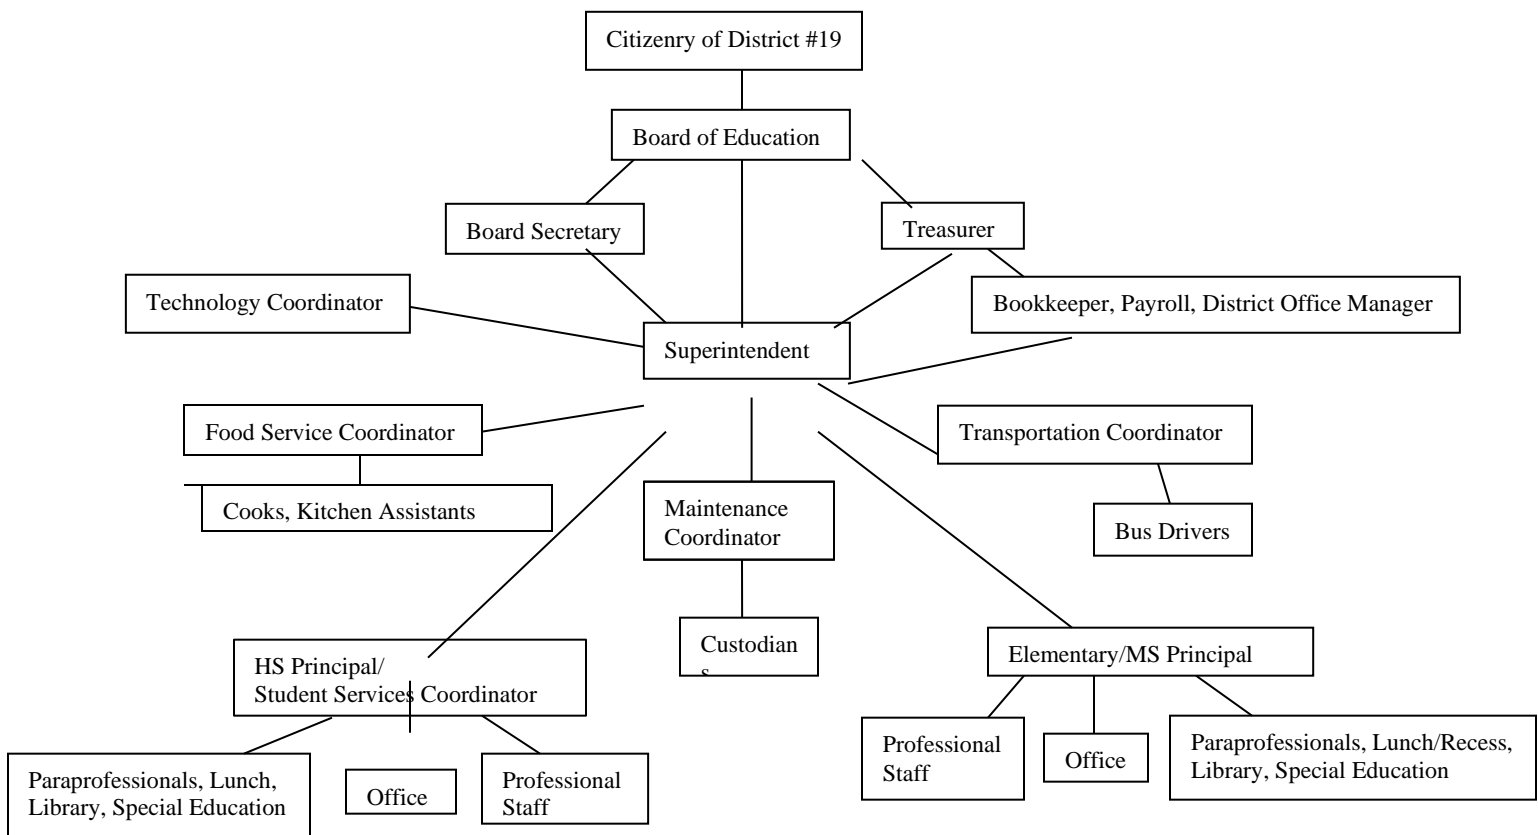 Citizenry of District #19
Board of Education
Board Secretary
Treasurer
Technology Coordinator
Bookkeeper, Payroll, District Office Manager
Superintendent
Food Service Coordinator
Transportation Coordinator
Cooks, Kitchen Assistants
Maintenance
Coordinator
Bus Drivers
Custodian
s
HS Principal/
Student Services Coordinator
Elementary/MS Principal
Paraprofessionals, Lunch,
Library, Special Education
Office
Professional
Staff
Professional
Staff
Office
Paraprofessionals, Lunch/Recess,
Library, Special Education